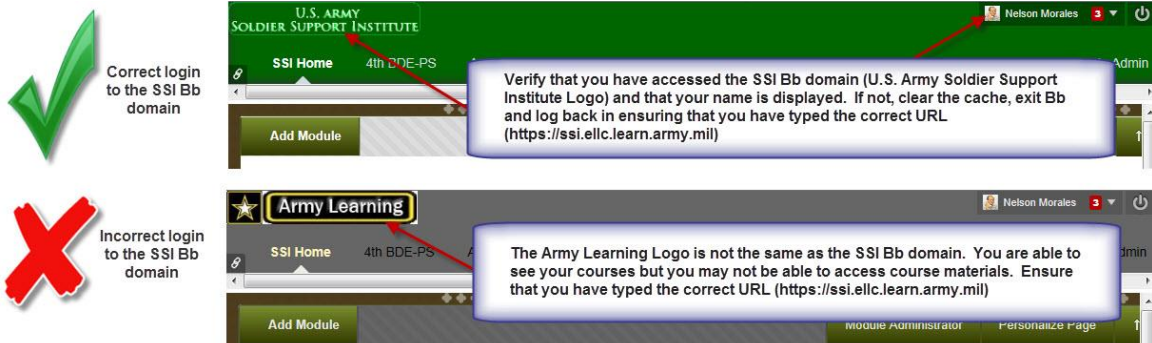 U.S. ARMY
SOLDIER SUPPORT INSTITUTE
Nelson Morales 3
SSI Home 4th BDE-PS Admin
Correct login
to the SSI Bb
domain
Verify that you have accessed the SSI Bb domain (U.S. Army Soldier Support
Institute Logo) and that your name is displayed. If not, clear the cache, exit Bb
and log back in ensuring that you have typed the correct URL
(https://ssi.ellc.learn.army.mil)
Add Module
Army Learning
Nelson Morales 3
SSI Home 4th BDE-PS
Incorrect login
to the SSI Bb
domain
The Army Learning Logo is not the same as the SSI Bb domain. You are able to
see your courses but you may not be able to access course materials. Ensure
that you have typed the correct URL (https://ssi.ellc.learn.army.mil)
Add Module Module Administrator Personalize Page